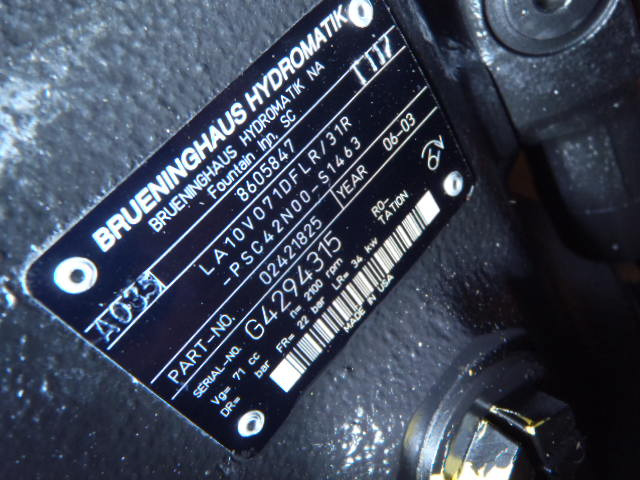 BRUENINGHAUS HYDROMATIK
BRUENINGHAUS HYDROMATIK NA
Fountain Inn, SC
8605847
A035 LA10VO71DFLR/31R
-PSC42N00-S1463
PART-NO. 02421825 YEAR 06-03
SERIAL-NO. G4294315 RO-TATION
Vg= 71 cc n= 2100 rpm
DR= bar FR= 22 bar LR= 34 kw
MADE IN USA